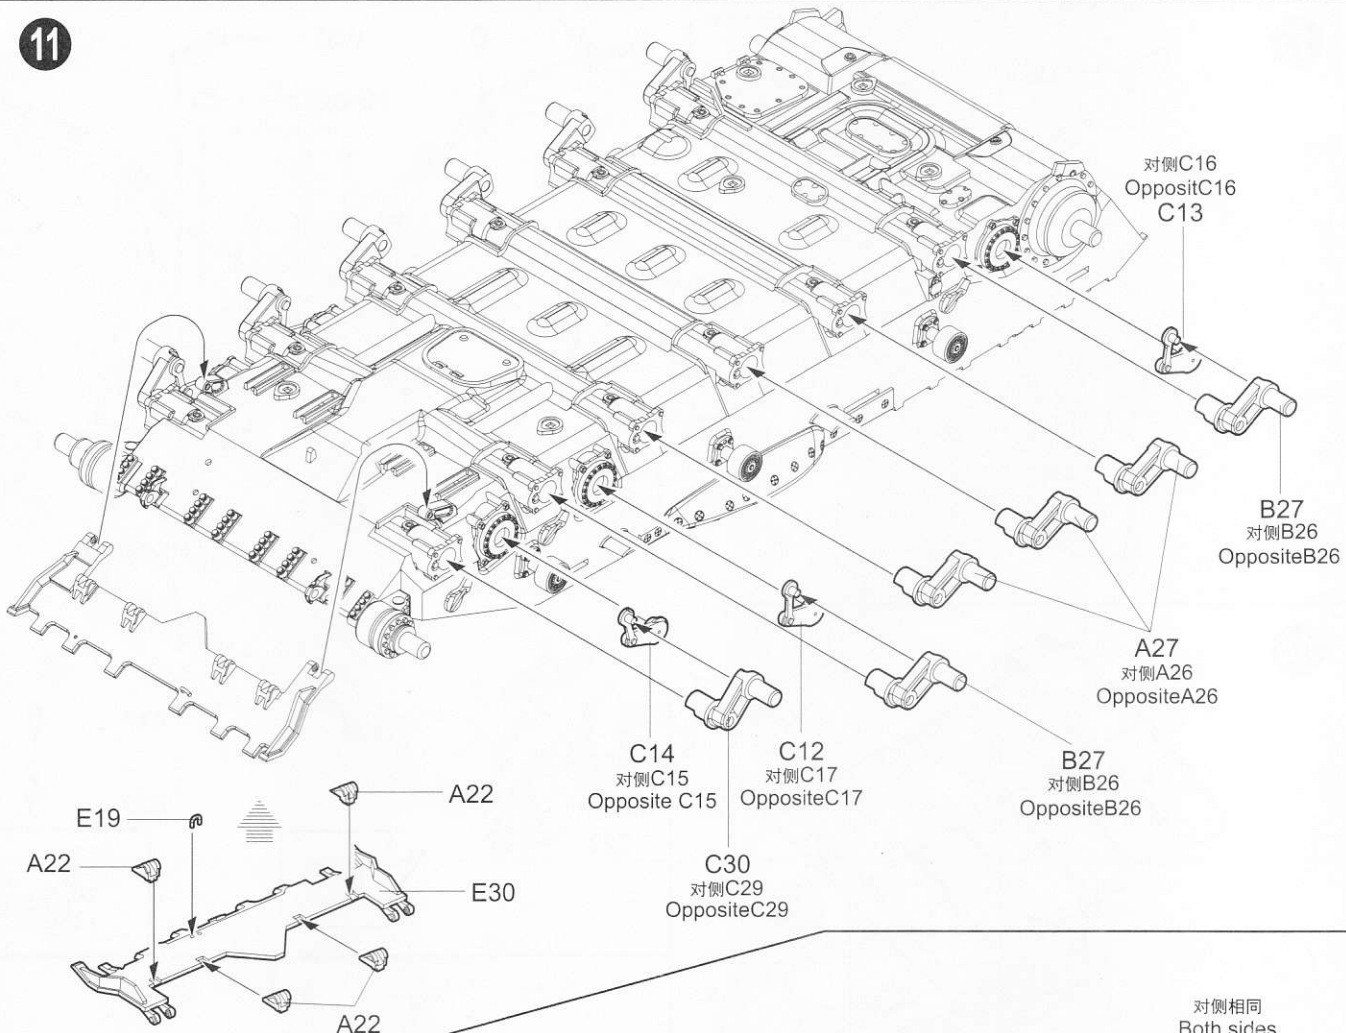 11
对侧C16
OppositC16
C13
B27
对侧B26
OppositeB26
A27
对侧A26
OppositeA26
B27
对侧B26
OppositeB26
C12
对侧C17
OppositeC17
C14
对侧C15
Opposite C15
C30
对侧C29
OppositeC29
A22
E19
A22
E30
A22
对侧相同
Both sides